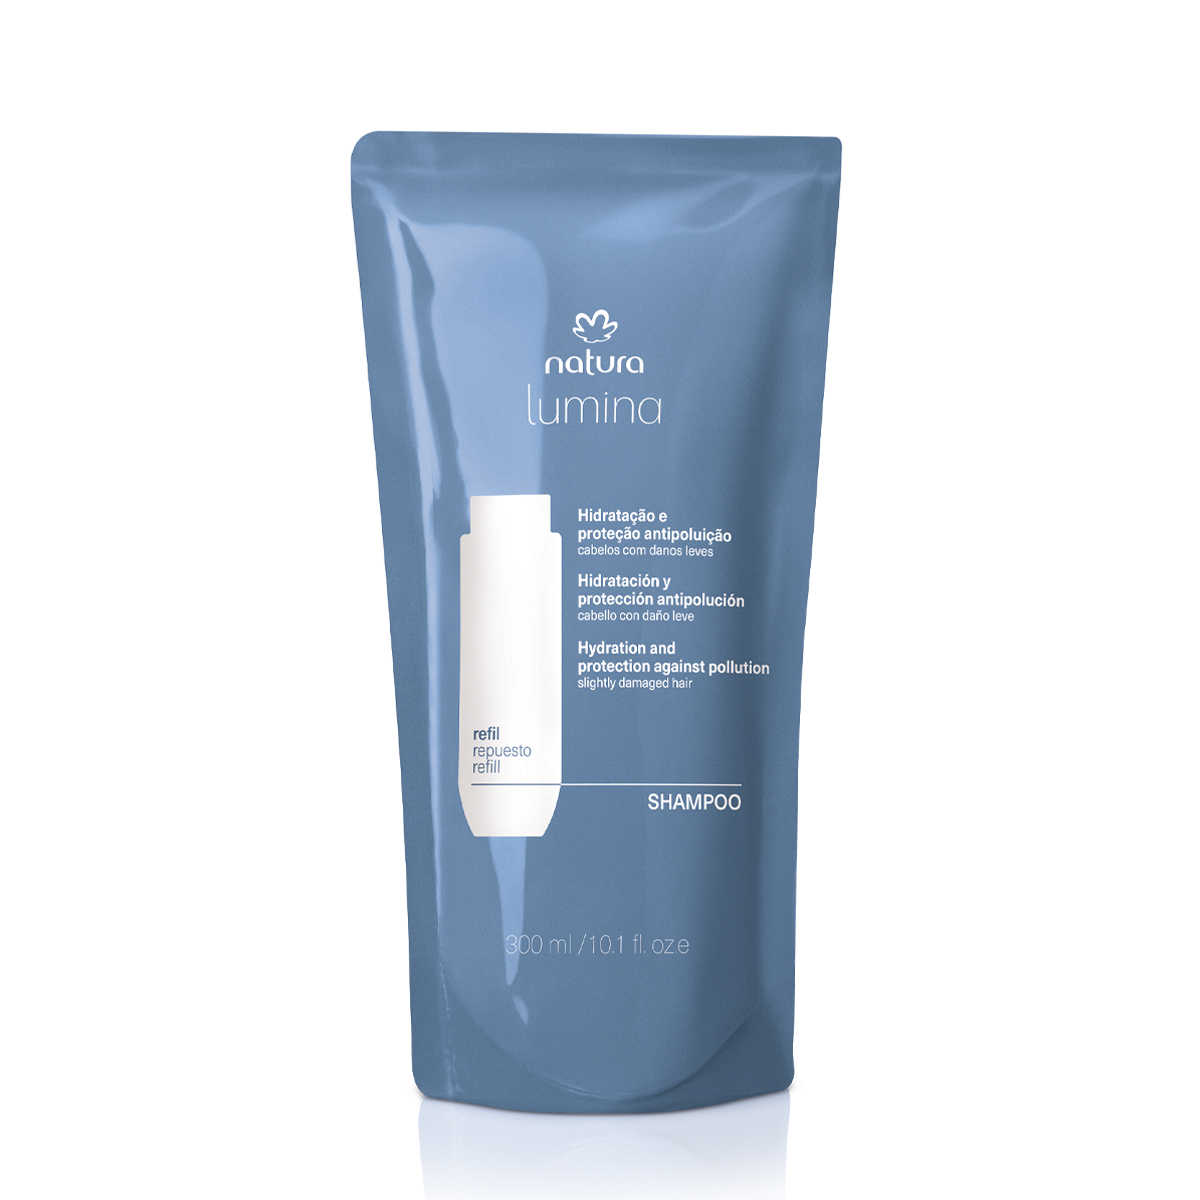 natura
lumina
Hidratação e
proteção antipoluição
cabelos com danos leves
Hidratación y
protección antipolución
cabello con daño leve
Hydration and
protection against pollution
slightly damaged hair
refil
repuesto
refill
SHAMPOO
300 ml /10.1 fl. oz e